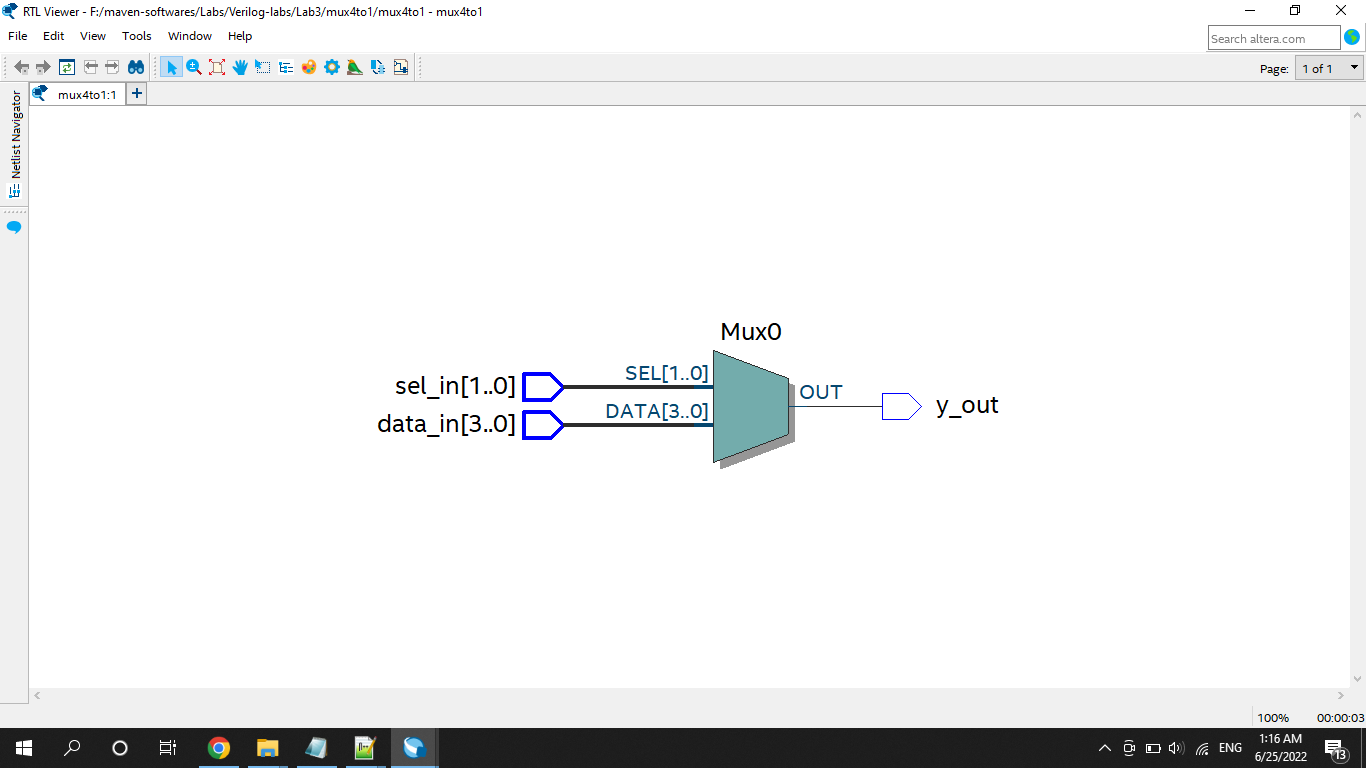 RTL Viewer - F:/maven-softwares/Labs/Verilog-labs/Lab3/mux4to1/mux4to1 - mux4to1
File Edit View Tools Window Help
Search altera.com
Page: 1 of 1
mux4to1:1
Netlist Navigator
Mux0
sel_in[1..0] SEL[1..0]
data_in[3..0] DATA[3..0]
OUT
y_out
100% 00:00:03
ENG
1:16 AM
6/25/2022
13